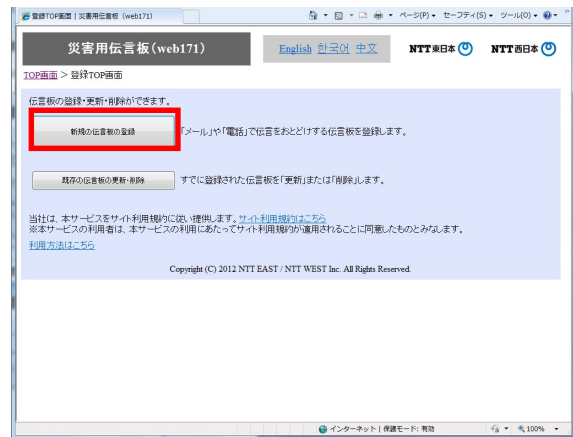 登録TOP画面 | 災害用伝言板 (web171)
ページ(P) セーフティ(S) ツール(O)
災害用伝言板(web171)
English 한국어 中文
NTT東日本 NTT西日本
TOP画面 > 登録TOP画面
伝言板の登録・更新・削除ができます。
新規の伝言板の登録 「メール」や「電話」で伝言をおとどけする伝言板を登録します。
既存の伝言板の更新・削除 すでに登録された伝言板を「更新」または「削除」します。
当社は、本サービスをサイト利用規約に従い提供します。サイト利用規約はこちら
※本サービスの利用者は、本サービスの利用にあたってサイト利用規約が適用されることに同意したものとみなします。
利用方法はこちら
Copyright (C) 2012 NTT EAST / NTT WEST Inc. All Rights Reserved.
インターネット | 保護モード: 有効 100%